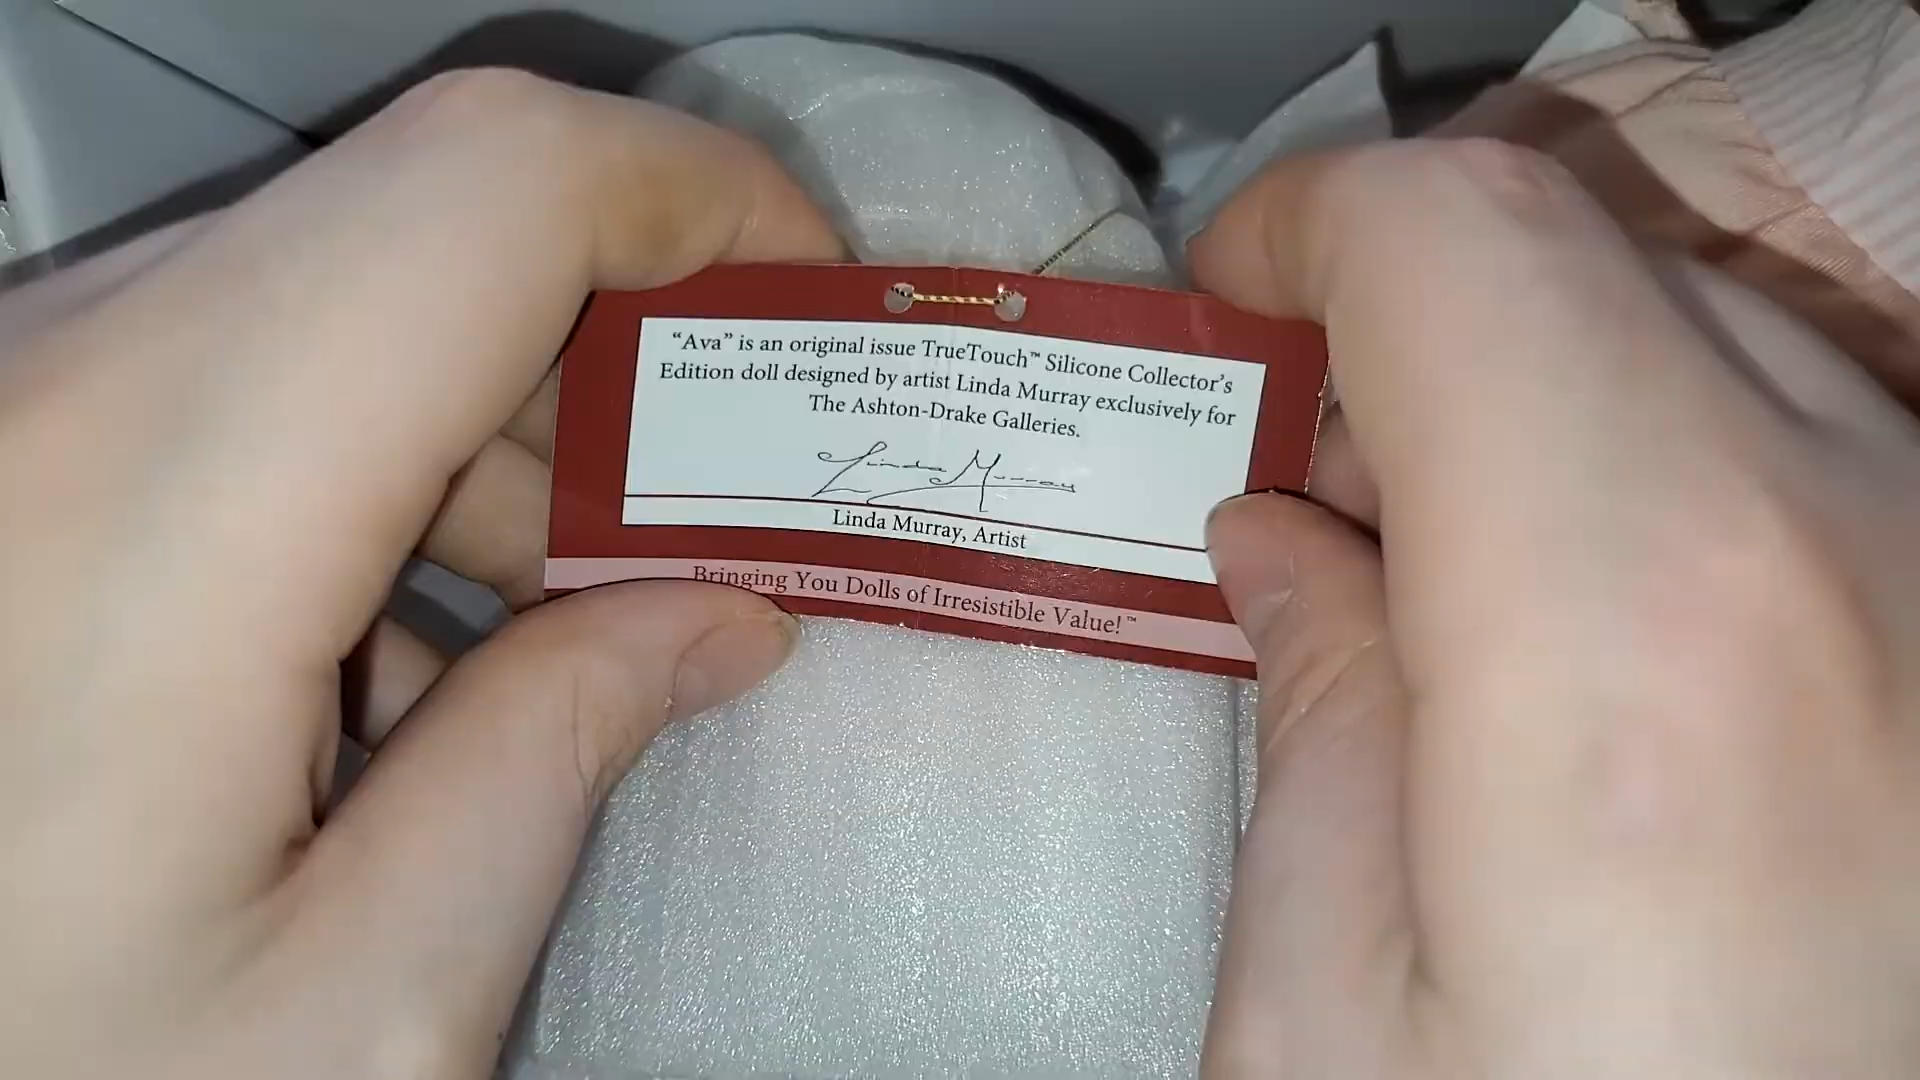 “Ava” is an original issue TrueTouch™ Silicone Collector’s
Edition doll designed by artist Linda Murray exclusively for
The Ashton-Drake Galleries.
Linda Murray
Linda Murray, Artist
Bringing You Dolls of Irresistible Value!™